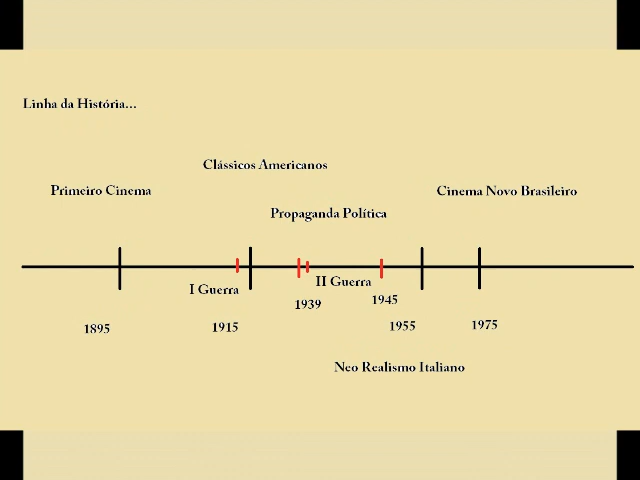 Linha da História...
Clássicos Americanos
Primeiro Cinema
Cinema Novo Brasileiro
Propaganda Política
I Guerra
II Guerra
1939
1945
1895
1915
1955
1975
Neo Realismo Italiano